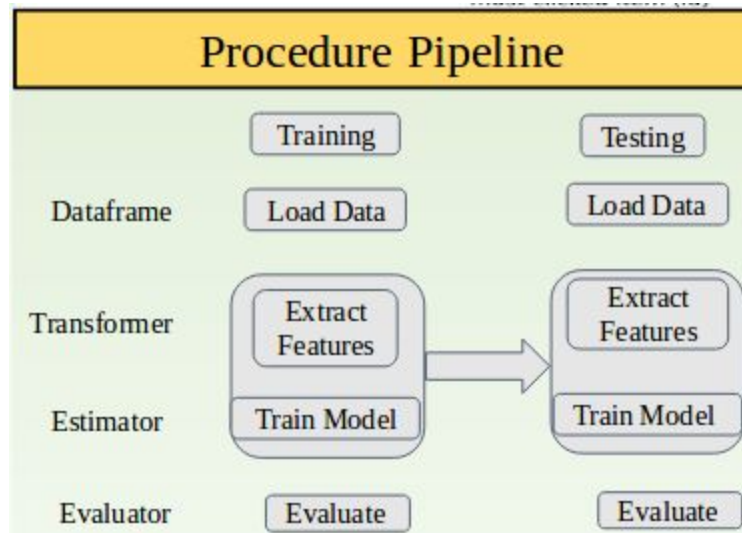 Procedure Pipeline
Training Testing
Dataframe Load Data Load Data
Transformer Extract Features Extract Features
Estimator Train Model Train Model
Evaluator Evaluate Evaluate